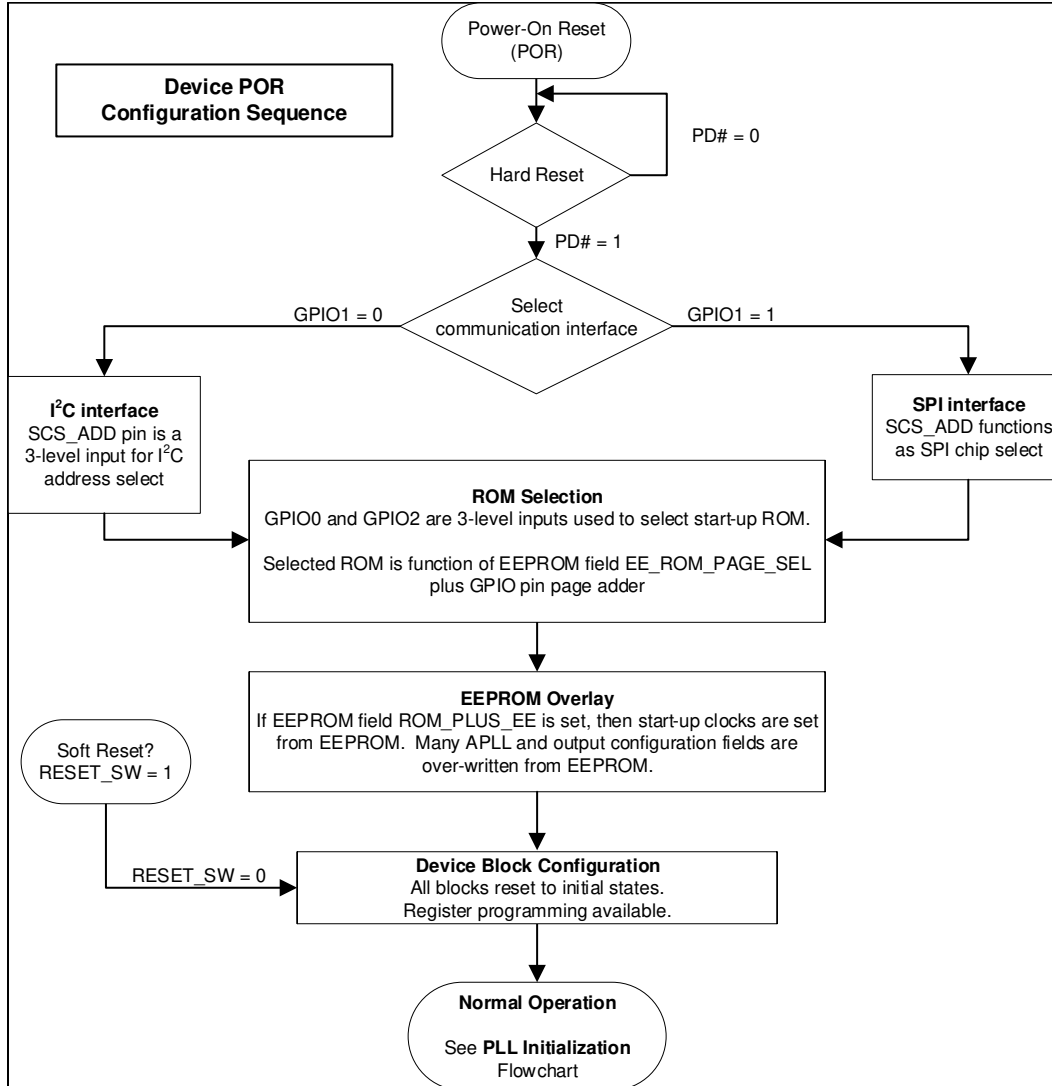 Power-On Reset
(POR)
Device POR
Configuration Sequence
PD# = 0
Hard Reset
PD# = 1
Select
communication interface
GPIO1 = 0
GPIO1 = 1
I²C interface
SCS_ADD pin is a
3-level input for I²C
address select
SPI interface
SCS_ADD functions
as SPI chip select
ROM Selection
GPIO0 and GPIO2 are 3-level inputs used to select start-up ROM.
Selected ROM is function of EEPROM field EE_ROM_PAGE_SEL
plus GPIO pin page adder
EEPROM Overlay
If EEPROM field ROM_PLUS_EE is set, then start-up clocks are set
from EEPROM. Many APLL and output configuration fields are
over-written from EEPROM.
Soft Reset?
RESET_SW = 1
RESET_SW = 0
Device Block Configuration
All blocks reset to initial states.
Register programming available.
Normal Operation
See PLL Initialization
Flowchart